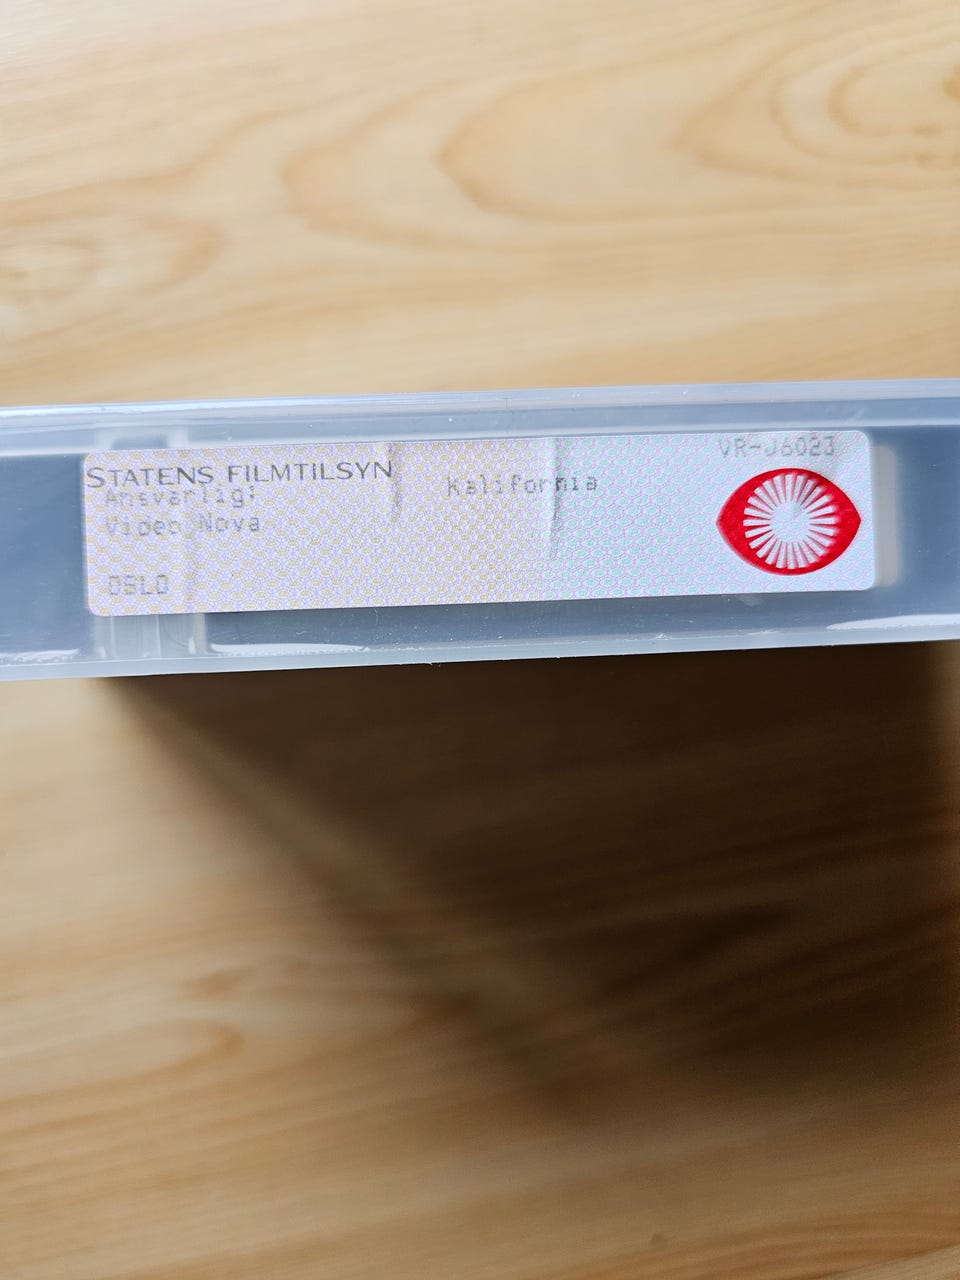 STATENS FILMTILSYN
Ansvarlig:
Video Nova
OSLO
Kalifornia
VR-J6023